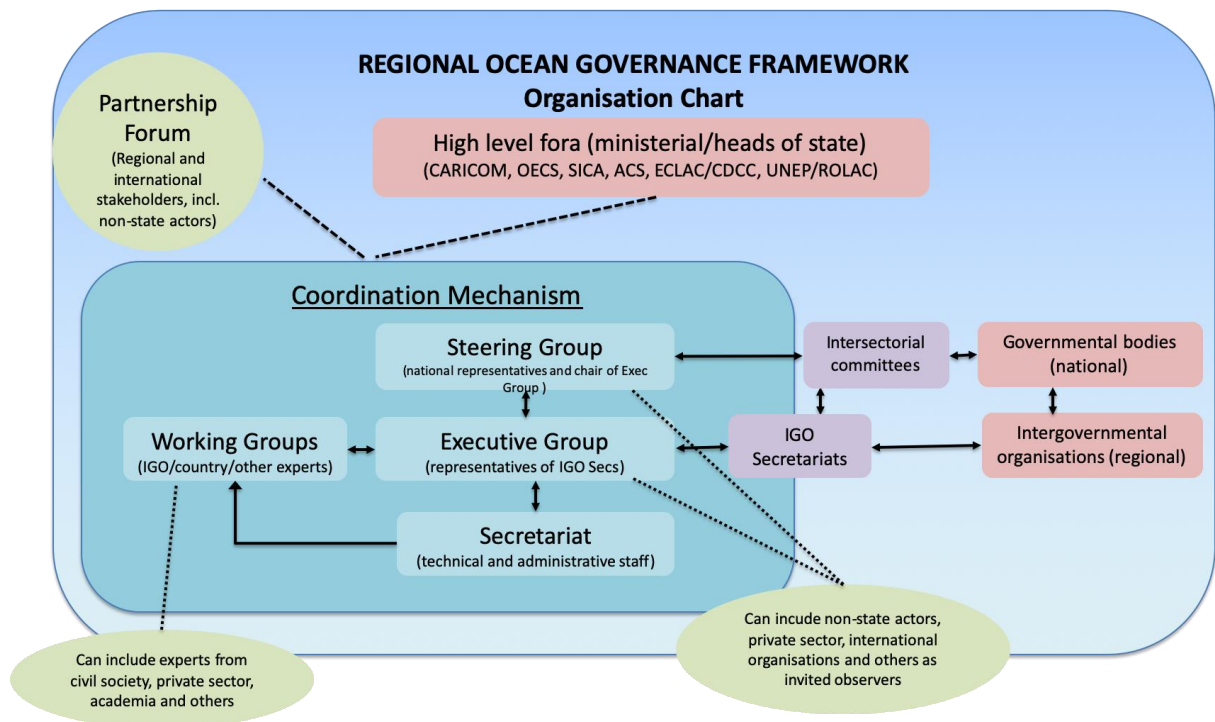 REGIONAL OCEAN GOVERNANCE FRAMEWORK
Organisation Chart
Partnership
Forum
(Regional and
international
stakeholders, incl.
non-state actors)
High level fora (ministerial/heads of state)
(CARICOM, OECS, SICA, ACS, ECLAC/CDCC, UNEP/ROLAC)
Coordination Mechanism
Steering Group
(national representatives and chair of Exec
Group )
Intersectorial
committees
Governmental bodies
(national)
Working Groups
(IGO/country/other experts)
Executive Group
(representatives of IGO Secs)
IGO
Secretariats
Intergovernmental
organisations (regional)
Secretariat
(technical and administrative staff)
Can include experts from
civil society, private sector,
academia and others
Can incude non-state actors,
private sector, international
organisations and others as
invited observers